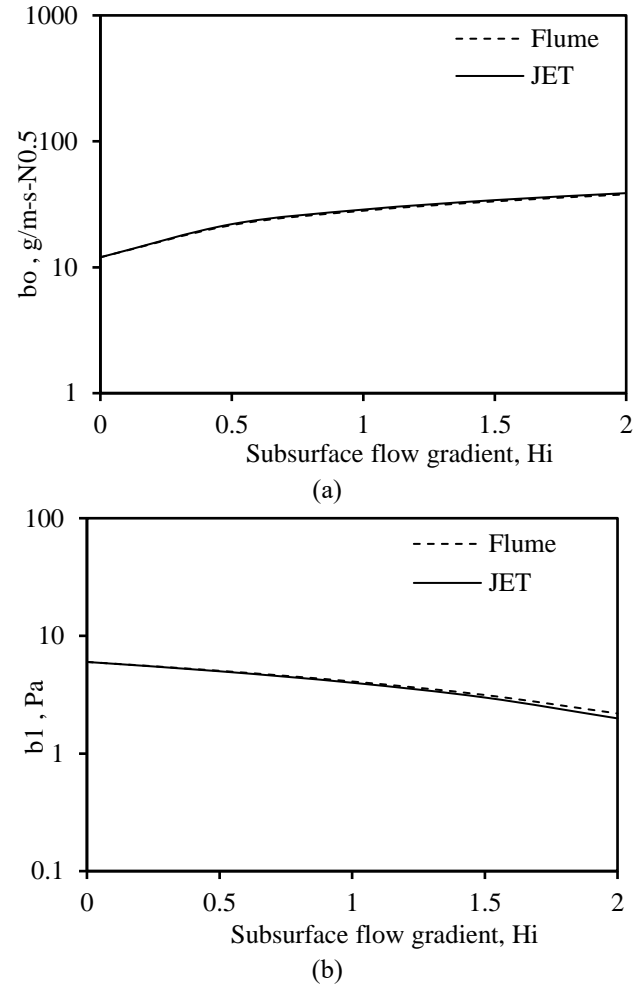 1000
Flume
JET
100
10
1
bo , g/m-s-N0.5
0 0.5 1 1.5 2
Subsurface flow gradient, Hi
(a)
100
Flume
JET
10
1
0.1
b1 , Pa
0 0.5 1 1.5 2
Subsurface flow gradient, Hi
(b)